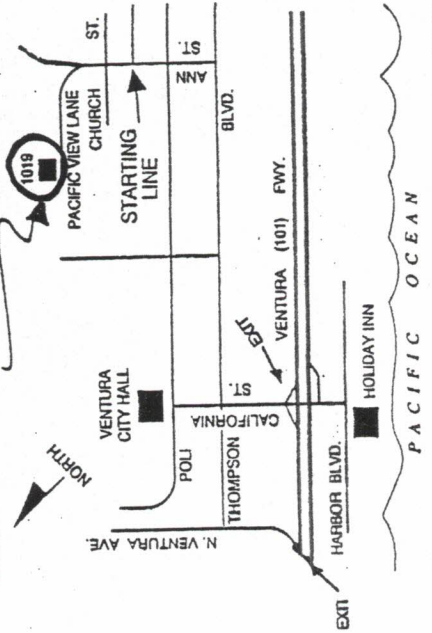 1019
PACIFIC VIEW LANE
CHURCH ST.
STARTING
LINE
ANN ST.
POLI
THOMPSON BLVD.
VENTURA
CITY HALL
NORTH
CALIFORNIA ST.
EXIT
VENTURA (101) FWY.
N. VENTURA AVE.
HARBOR BLVD.
HOLIDAY INN
EXIT
PACIFIC OCEAN